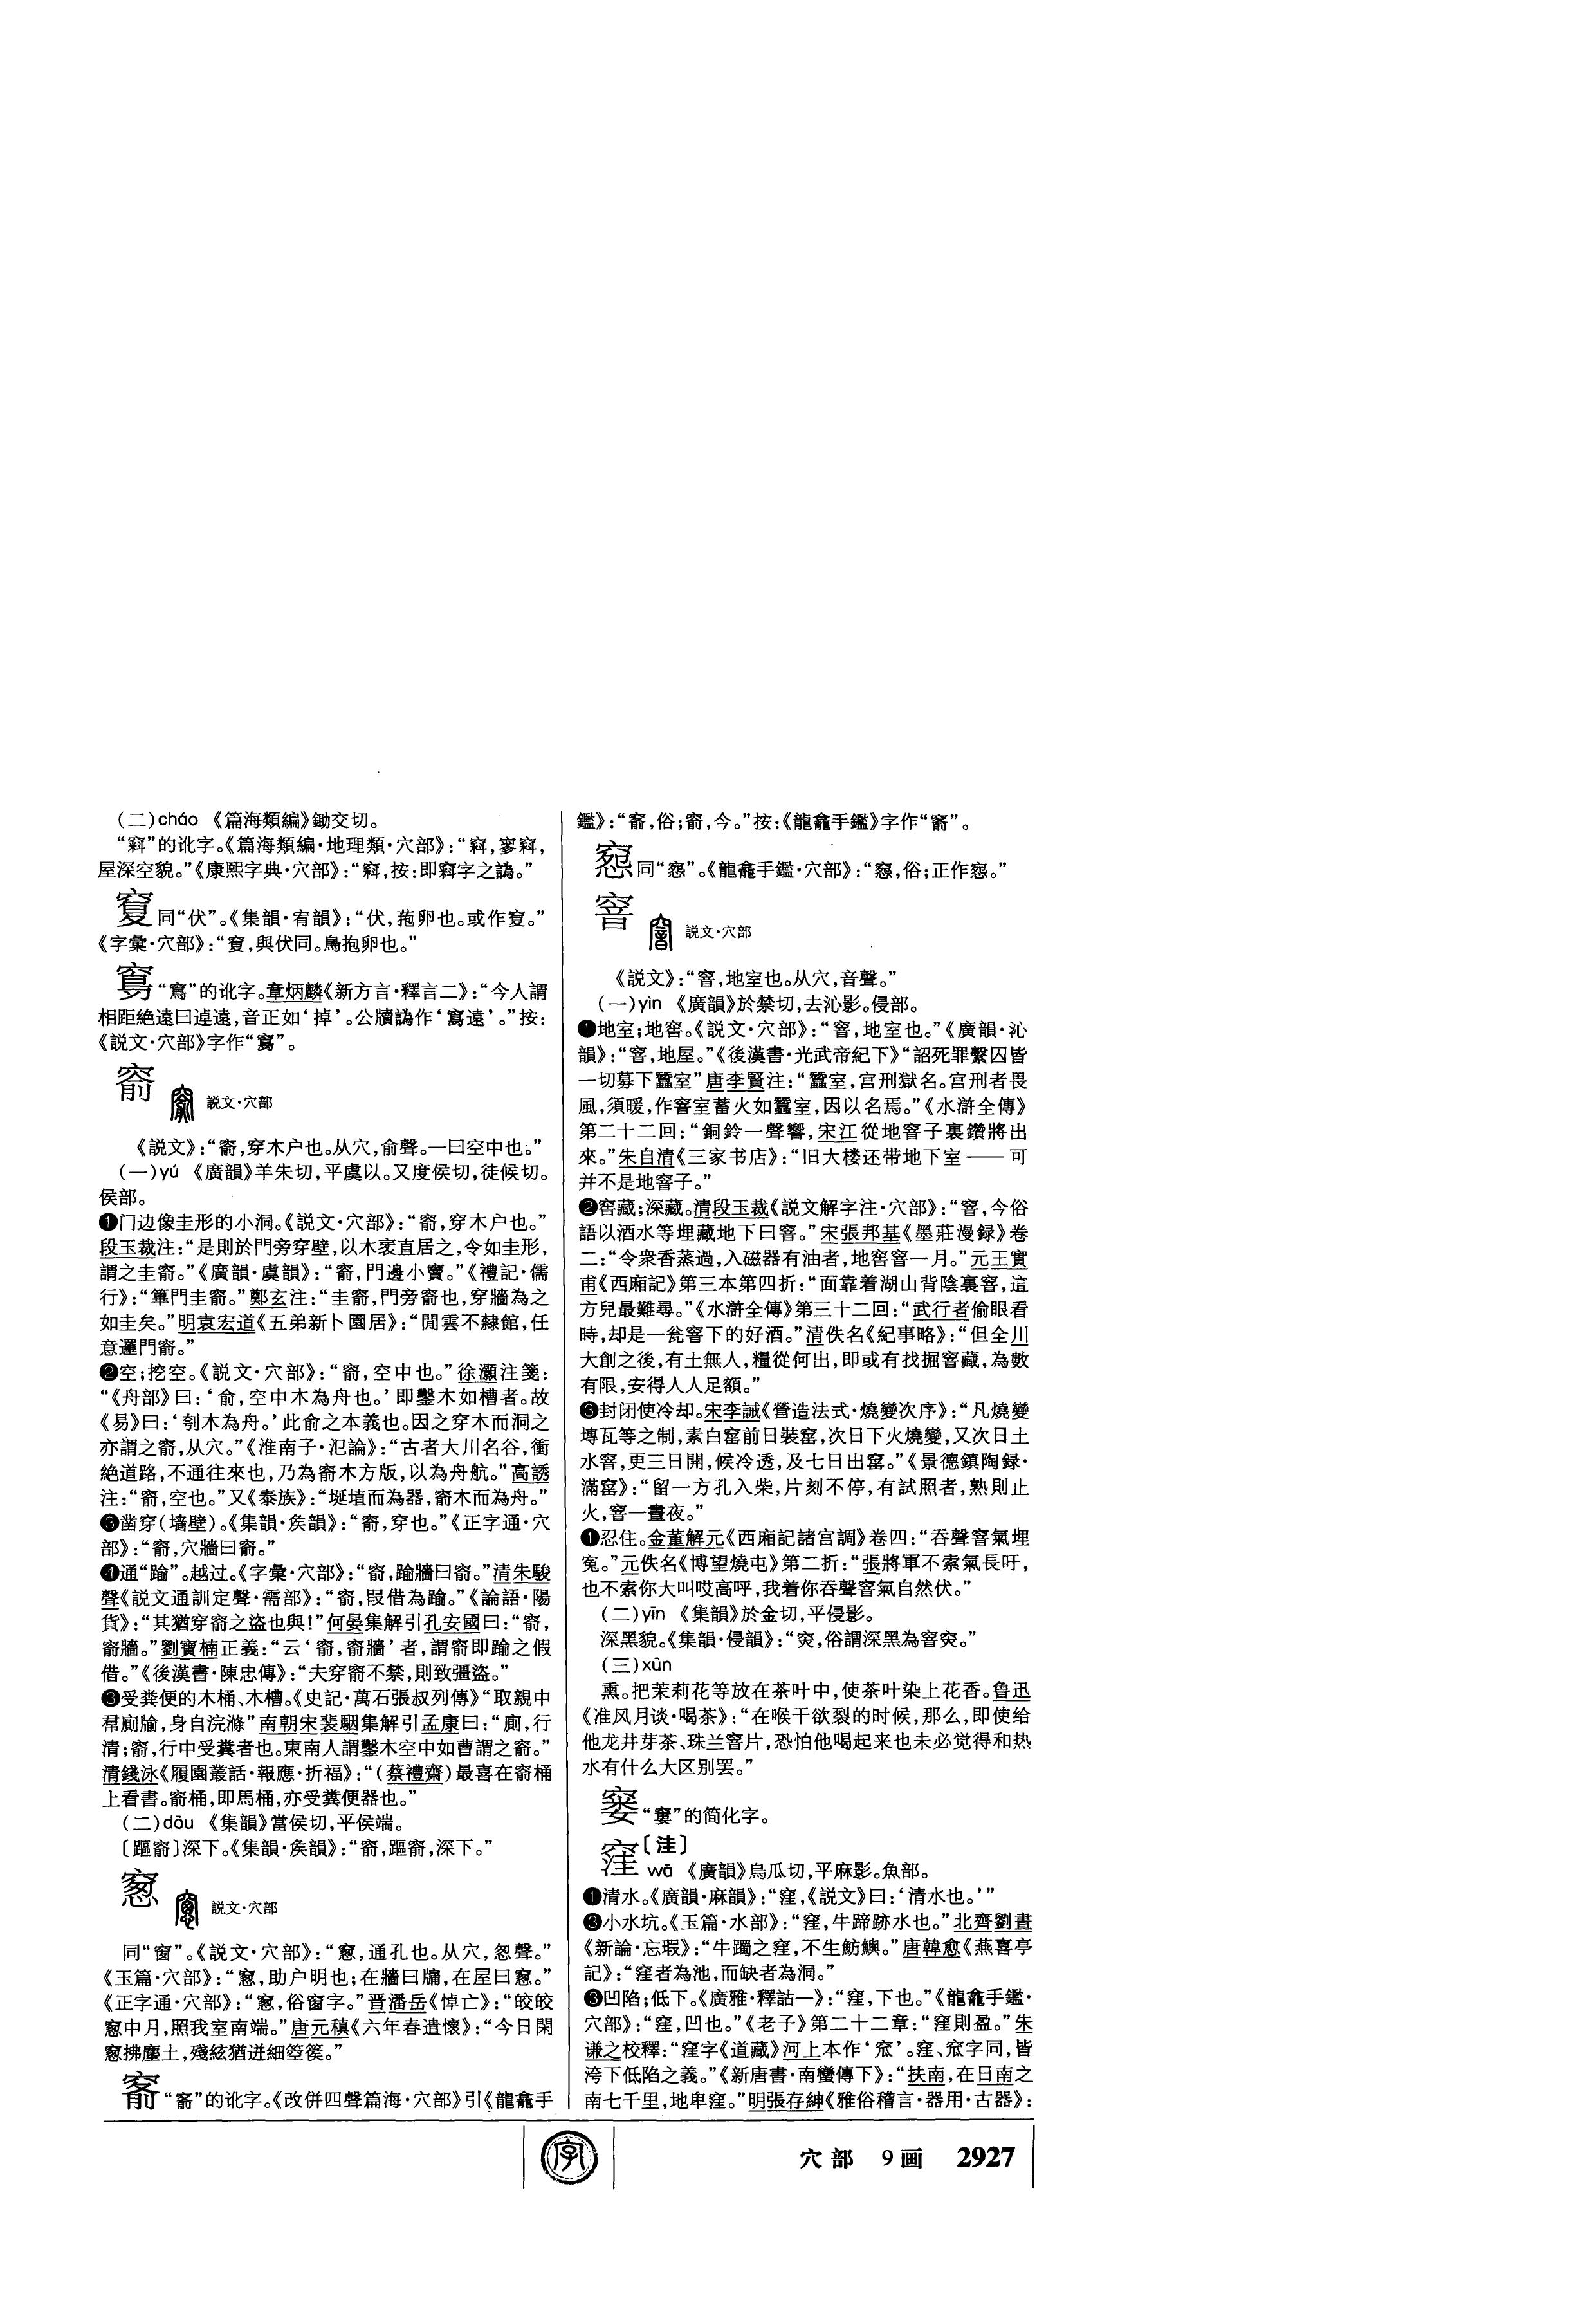 (二)cháo 《篇海類編》鋤交切。
的讹字。《篇海類編·地理類·穴部》:
屋深空貌。”《康熙字典·穴部》:
同“伏”。《集韻·宥韻》:“伏,菢卵也。或作𥧑。”
《字彙·穴部》:“𥧑,與伏同。鳥抱卵也。”
“窵”的讹字。章炳麟《新方言·釋言二》:“今人謂
相距絶遠曰逴遠,音正如‘掉’。公牘譌作
《説文·穴部》字作
窬 説文·穴部
《説文》:“窬,穿木户也。从穴,俞聲。一曰空中也。”
(一)yú 《廣韻》羊朱切,平虞以。又度侯切,徒候切。
侯部。
❶门边像圭形的小洞。《説文·穴部》:“窬,穿木户也。”
段玉裁注:“是則於門旁穿壁,以木衺直居之,令如圭形,
謂之圭窬。”《廣韻·虞韻》:“窬,門邊小竇。”《禮記·儒
行》:“篳門圭窬。”鄭玄注:“圭窬,門旁窬也,穿牆為之
如圭矣。”明袁宏道《五弟新卜園居》:“閒雲不隸館,任
意邏門窬。”
❷空;挖空。《説文·穴部》:“窬,空中也。”徐灝注箋:
“《舟部》曰:‘俞,空中木為舟也。’即鑿木如槽者。故
《易》曰:‘刳木為舟。’此俞之本義也。因之穿木而洞之
亦謂之窬,从穴。”《淮南子·氾論》:“古者大川名谷,衝
絶道路,不通往來也,乃為窬木方版,以為舟航。”高誘
注:“窬,空也。”又《泰族》:“埏埴而為器,窬木而為舟。”
❸凿穿(墙壁)。《集韻·矦韻》:“窬,穿也。”《正字通·穴
部》:“窬,穴牆曰窬。”
❹通“踰”。越过。《字彙·穴部》:“窬,踰牆曰窬。”清朱駿
聲《説文通訓定聲·需部》:“窬,叚借為踰。”《論語·陽
貨》:“其猶穿窬之盜也與!”何晏集解引孔安國曰:“窬,
窬牆。”劉寶楠正義:“云‘窬,窬牆’者,謂窬即踰之假
借。”《後漢書·陳忠傳》:“夫穿窬不禁,則致彊盜。”
❸受粪便的木桶、木槽。《史記·萬石張叔列傳》“取親中
帬廁牏,身自浣滌”南朝宋裴駰集解引孟康曰:“廁,行
清;窬,行中受糞者也。東南人謂鑿木空中如曹謂之窬。”
清錢泳《履園叢話·報應·折福》:“(蔡禮齋)最喜在窬桶
上看書。窬桶,即馬桶,亦受糞便器也。”
(二)dōu 《集韻》當侯切,平侯端。
〔䠛窬〕深下。《集韻·矦韻》:“窬,䠛窬,深下。”
窻 説文·穴部
同“窗”。《説文·穴部》:“窻,通孔也。从穴,怱聲。”
《玉篇·穴部》:“窻,助户明也;在牆曰牖,在屋曰窻。”
《正字通·穴部》:“窻,俗窗字。”晋潘岳《悼亡》:“皎皎
窻中月,照我室南端。”唐元稹《六年春遣懷》:“今日閑
窻拂塵土,殘絃猶迸細箜篌。”
的讹字。《改併四聲篇海·穴部》引《龍龕手
鑑》:
同“窻”。《龍龕手鑑·穴部》:
窨 説文·穴部
《説文》:“窨,地室也。从穴,音聲。”
(一)yìn 《廣韻》於禁切,去沁影。侵部。
❶地室;地窖。《説文·穴部》:“窨,地室也。”《廣韻·沁
韻》:“窨,地屋。”《後漢書·光武帝紀下》“詔死罪繫囚皆
一切募下蠶室”唐李賢注:“蠶室,宫刑獄名。宫刑者畏
風,須暖,作窨室蓄火如蠶室,因以名焉。”《水滸全傳》
第二十二回:“銅鈴一聲響,宋江從地窨子裏鑽將出
來。”朱自清《三家书店》:“旧大楼还带地下室——可
并不是地窨子。”
❷窖藏;深藏。清段玉裁《説文解字注·穴部》:“窨,今俗
語以酒水等埋藏地下曰窨。”宋張邦基《墨莊漫録》卷
二:“令衆香蒸過,入磁器有油者,地窖窨一月。”元王實
甫《西廂記》第三本第四折:“面靠着湖山背陰裏窨,這
方兒最難尋。”《水滸全傳》第三十二回:“武行者偷眼看
時,却是一瓮窨下的好酒。”清佚名《紀事略》:“但全川
大創之後,有土無人,糧從何出,即或有找掘窨藏,為數
有限,安得人人足額。”
❸封闭使冷却。宋李誡《營造法式·燒變次序》:“凡燒變
塼瓦等之制,素白窰前日裝窰,次日下火燒變,又次日上
水窨,更三日開,候冷透,及七日出窰。”《景德鎮陶録·
滿窰》:“留一方孔入柴,片刻不停,有試照者,熟則止
火,窨一晝夜。”
❶忍住。金董解元《西廂記諸宫調》卷四:“吞聲窨氣埋
冤。”元佚名《博望燒屯》第二折:“張將軍不索氣長吁,
也不索你大叫哎高呼,我着你吞聲窨氣自然伏。”
(二)yīn 《集韻》於金切,平侵影。
深黑貌。《集韻·侵韻》:“窔,俗謂深黑為窨窔。”
(三)xūn
熏。把茉莉花等放在茶叶中,使茶叶染上花香。鲁迅
《准风月谈·喝茶》:“在喉干欲裂的时候,那么,即使给
他龙井芽茶、珠兰窨片,恐怕他喝起来也未必觉得和热
水有什么大区别罢。”
窭 “窶”的简化字。
窪 〔洼〕
wā 《廣韻》烏瓜切,平麻影。魚部。
❶清水。《廣韻·麻韻》:“窪,《説文》曰:‘清水也。’”
❸小水坑。《玉篇·水部》:“窪,牛蹄跡水也。”北齊劉晝
《新論·忘瑕》:“牛躅之窪,不生魴鱮。”唐韓愈《燕喜亭
記》:“窪者為池,而缺者為洞。”
❸凹陷;低下。《廣雅·釋詁一》:“窪,下也。”《龍龕手鑑·
穴部》:“窪,凹也。”《老子》第二十二章:“窪則盈。”朱
谦之校釋:“窪字《道藏》河上本作‘窊’。窪、窊字同,皆
洿下低陷之義。”《新唐書·南蠻傳下》:“扶南,在日南之
南七千里,地卑窪。”明張存紳《雅俗稽言·器用·古器》:
字
穴部 9画 2927